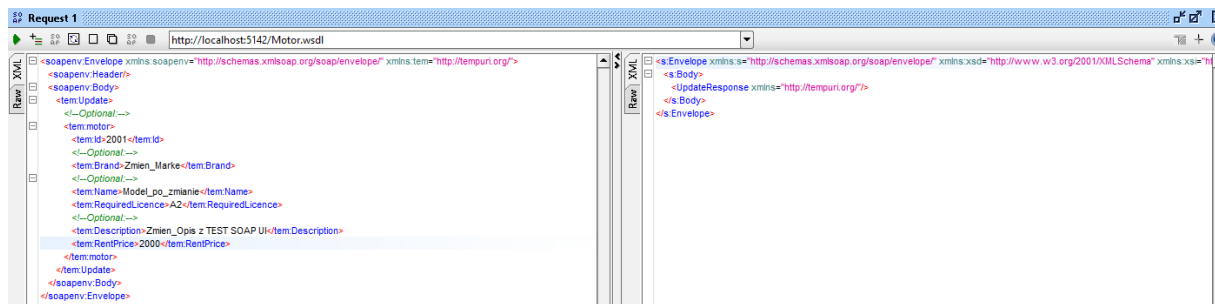 Request 1
http://localhost:5142/Motor.wsdl
XML
Raw
<soapenv:Envelope xmlns:soapenv="http://schemas.xmlsoap.org/soap/envelope/" xmlns:tem="http://tempuri.org/">
<soapenv:Header/>
<soapenv:Body>
<tem:Update>
<!--Optional:-->
<tem:motor>
<tem:Id>2001</tem:Id>
<!--Optional:-->
<tem:Brand>Zmien_Marke</tem:Brand>
<!--Optional:-->
<tem:Name>Model_po_zmianie</tem:Name>
<tem:RequiredLicence>A2</tem:RequiredLicence>
<!--Optional:-->
<tem:Description>Zmien_Opis z TEST SOAP UI</tem:Description>
<tem:RentPrice>2000</tem:RentPrice>
</tem:motor>
</tem:Update>
</soapenv:Body>
</soapenv:Envelope>
XML
Raw
<s:Envelope xmlns:s="http://schemas.xmlsoap.org/soap/envelope/" xmlns:xsd="http://www.w3.org/2001/XMLSchema" xmlns:xsi="ht
<s:Body>
<UpdateResponse xmlns="http://tempuri.org/"/>
</s:Body>
</s:Envelope>